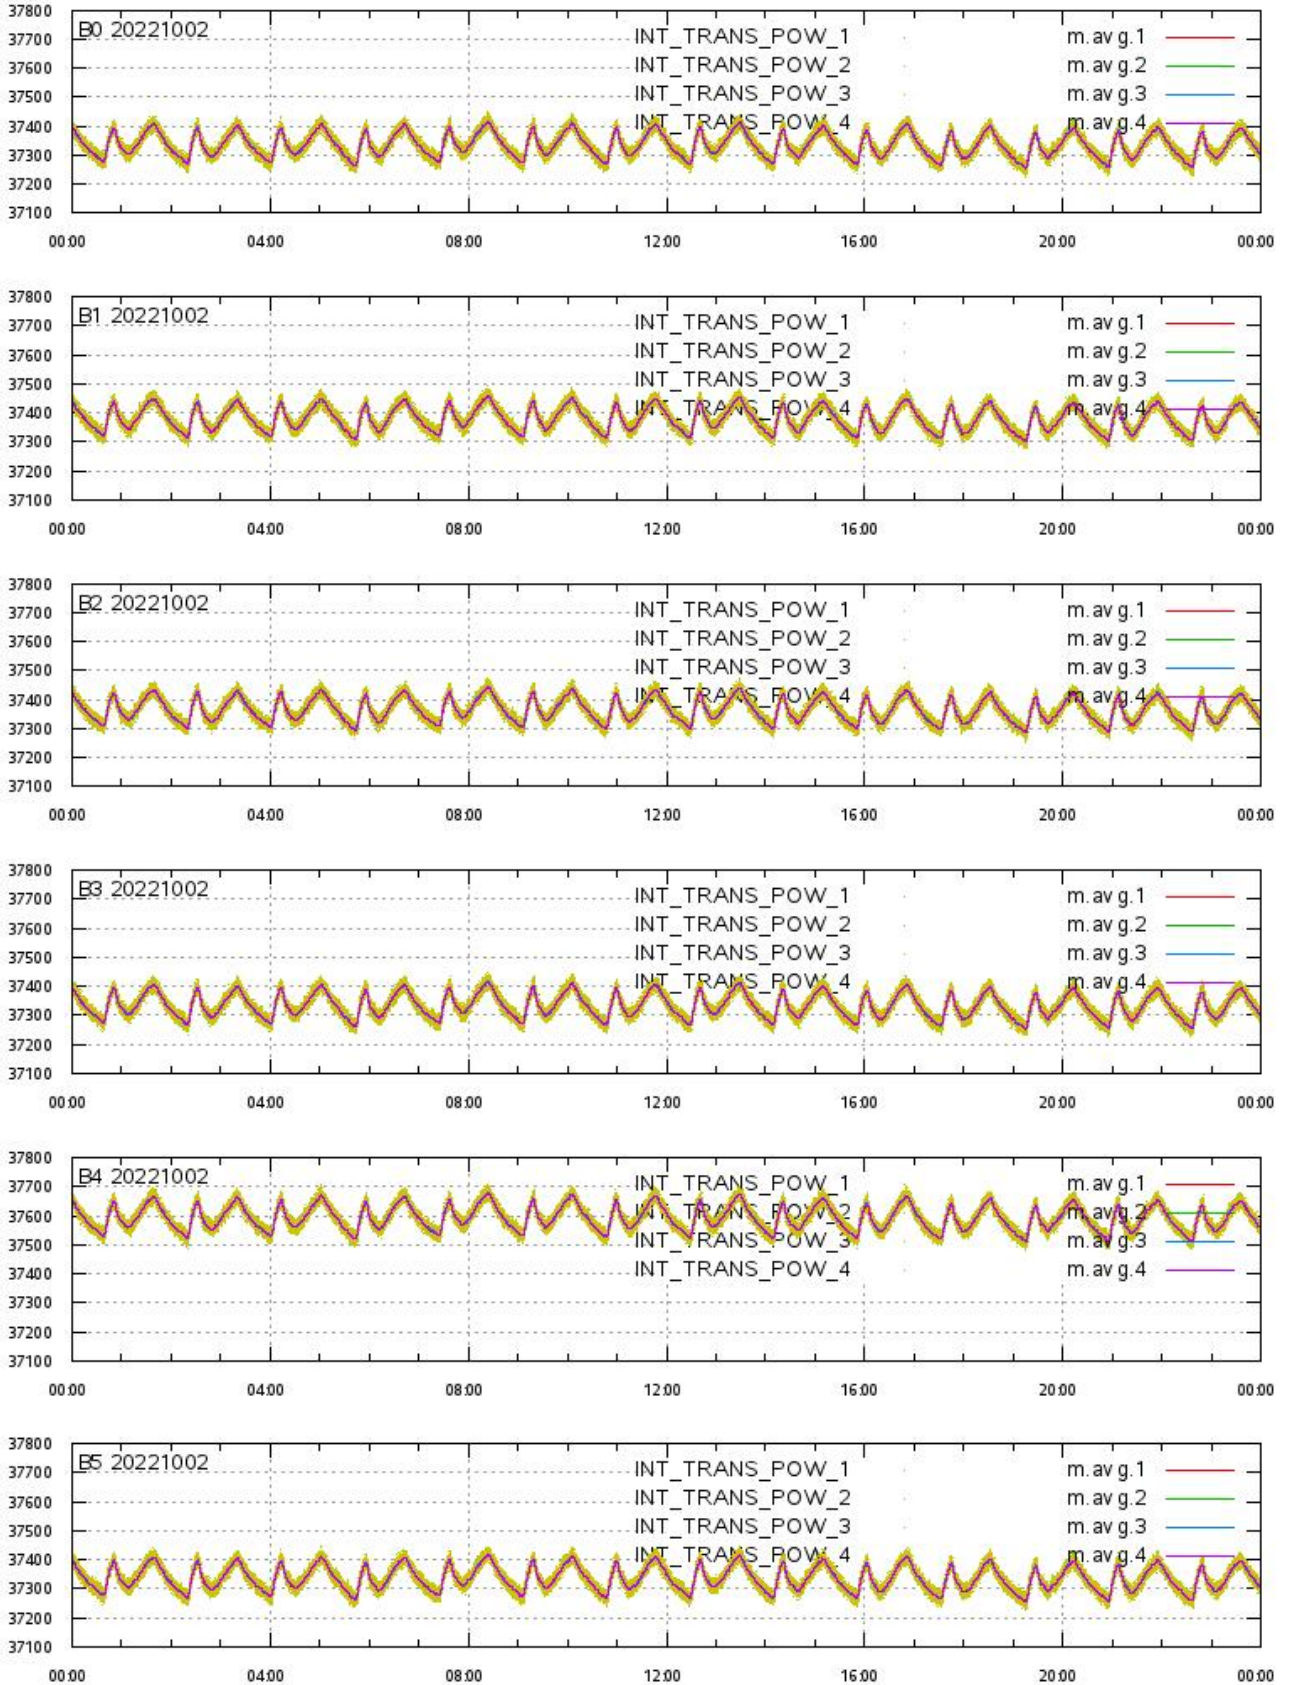 37800
B0 20221002 INT_TRANS_POW_1 m.avg.1
37700
INT_TRANS_POW_2 m.avg.2
37600
INT_TRANS_POW_3 m.avg.3
37500
INT_TRANS_POW_4 m.avg.4
37400
37300
37200
37100
00:00 04:00 08:00 12:00 16:00 20:00 00:00
37800
B1 20221002 INT_TRANS_POW_1 m.avg.1
37700
INT_TRANS_POW_2 m.avg.2
37600
INT_TRANS_POW_3 m.avg.3
37500
INT_TRANS_POW_4 m.avg.4
37400
37300
37200
37100
00:00 04:00 08:00 12:00 16:00 20:00 00:00
37800
B2 20221002 INT_TRANS_POW_1 m.avg.1
37700
INT_TRANS_POW_2 m.avg.2
37600
INT_TRANS_POW_3 m.avg.3
37500
INT_TRANS_POW_4 m.avg.4
37400
37300
37200
37100
00:00 04:00 08:00 12:00 16:00 20:00 00:00
37800
B3 20221002 INT_TRANS_POW_1 m.avg.1
37700
INT_TRANS_POW_2 m.avg.2
37600
INT_TRANS_POW_3 m.avg.3
37500
INT_TRANS_POW_4 m.avg.4
37400
37300
37200
37100
00:00 04:00 08:00 12:00 16:00 20:00 00:00
37800
B4 20221002 INT_TRANS_POW_1 m.avg.1
37700
INT_TRANS_POW_2 m.avg.2
37600
INT_TRANS_POW_3 m.avg.3
37500
INT_TRANS_POW_4 m.avg.4
37400
37300
37200
37100
00:00 04:00 08:00 12:00 16:00 20:00 00:00
37800
B5 20221002 INT_TRANS_POW_1 m.avg.1
37700
INT_TRANS_POW_2 m.avg.2
37600
INT_TRANS_POW_3 m.avg.3
37500
INT_TRANS_POW_4 m.avg.4
37400
37300
37200
37100
00:00 04:00 08:00 12:00 16:00 20:00 00:00